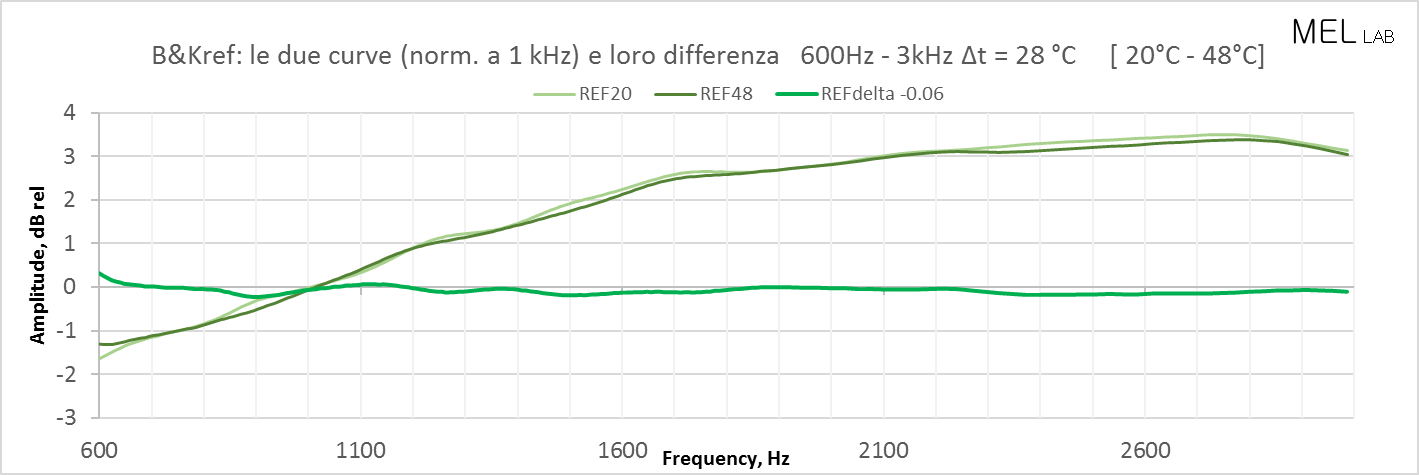 MEL LAB
B&Kref: le due curve (norm. a 1 kHz) e loro differenza 600Hz - 3kHz Δt = 28 °C [ 20°C - 48°C]
REF20 REF48 REFdelta -0.06
4
3
2
1
0
-1
-2
-3
Amplitude, dB rel
600 1100 1600 2100 2600
Frequency, Hz